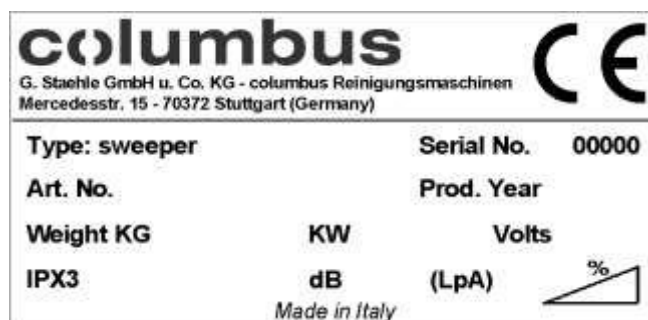 columbus
CE
G. Staehle GmbH u. Co. KG - columbus Reinigungsmaschinen
Mercedesstr. 15 - 70372 Stuttgart (Germany)
Type: sweeper Serial No. 00000
Art. No. Prod. Year
Weight KG KW Volts
IPX3 dB (LpA) %
Made in Italy